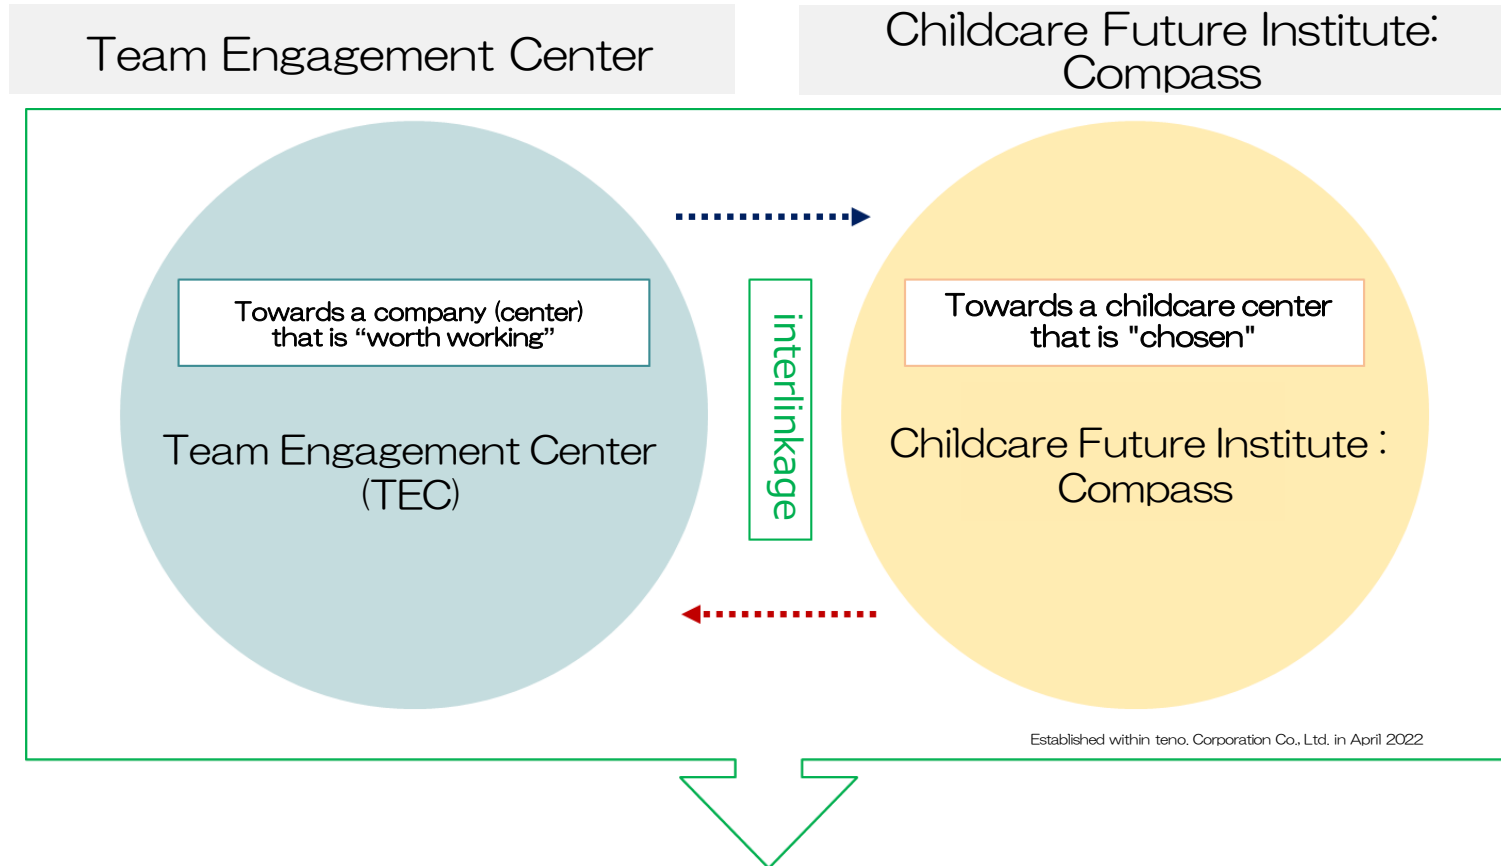 Team Engagement Center
Childcare Future Institute:
Compass
Towards a company (center)
that is “worth working”
Team Engagement Center
(TEC)
interlinkage
Towards a childcare center
that is "chosen"
Childcare Future Institute :
Compass
Established within teno. Corporation Co., Ltd. in April 2022